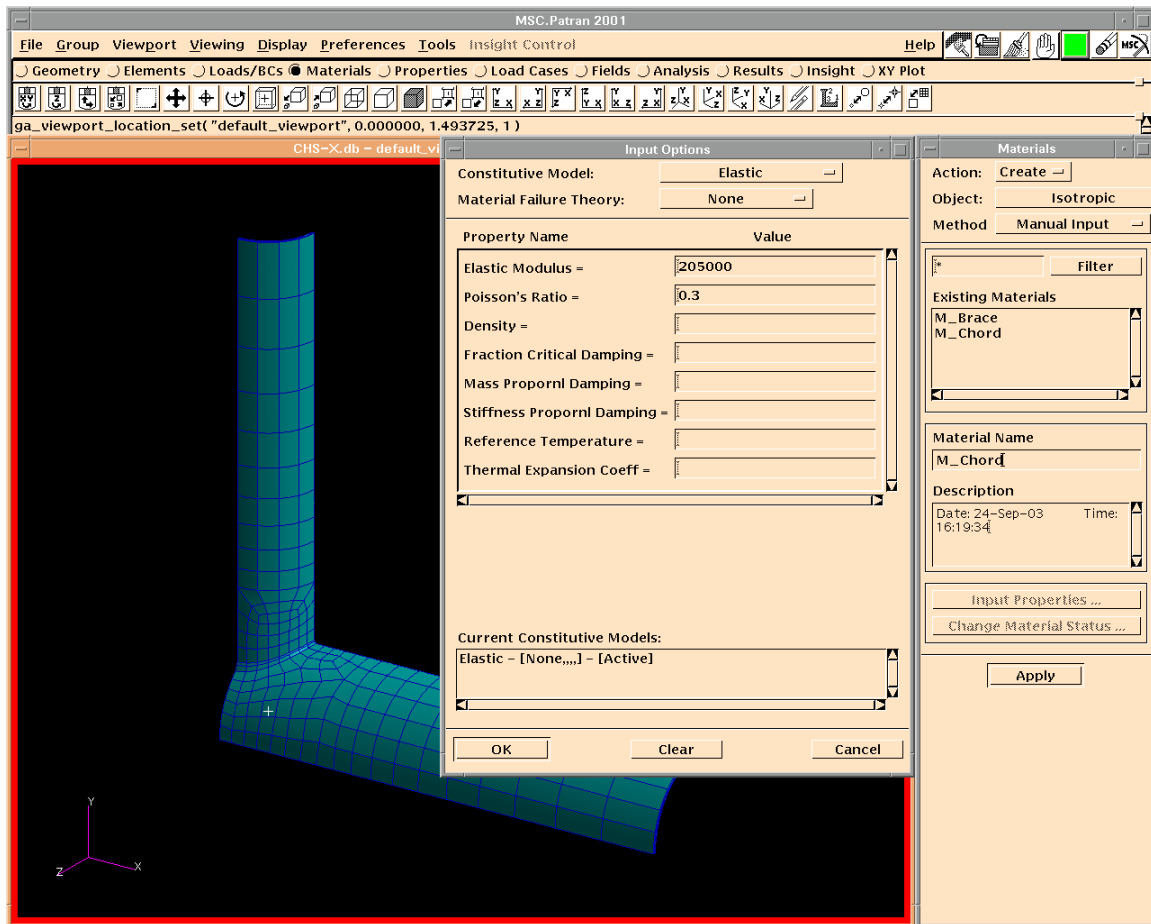 MSC.Patran 2001
File Group Viewport Viewing Display Preferences Tools Insight Control Help
MSC
Geometry Elements Loads/BCs Materials Properties Load Cases Fields Analysis Results Insight XY Plot
ga_viewport_location_set( "default_viewport", 0.000000, 1.493725, 1 )
CHS-X.db - default_vi
Input Options
Constitutive Model: Elastic
Material Failure Theory: None
Property Name Value
Elastic Modulus = 205000
Poisson's Ratio = 0.3
Density =
Fraction Critical Damping =
Mass Propornl Damping =
Stiffness Propornl Damping =
Reference Temperature =
Thermal Expansion Coeff =
Current Constitutive Models:
Elastic - [None,,,,] - [Active]
OK Clear Cancel
Materials
Action: Create
Object: Isotropic
Method Manual Input
* Filter
Existing Materials
M_Brace
M_Chord
Material Name
M_Chord
Description
Date: 24-Sep-03 Time:
16:19:34
Input Properties ...
Change Material Status ...
Apply
Y
Z X